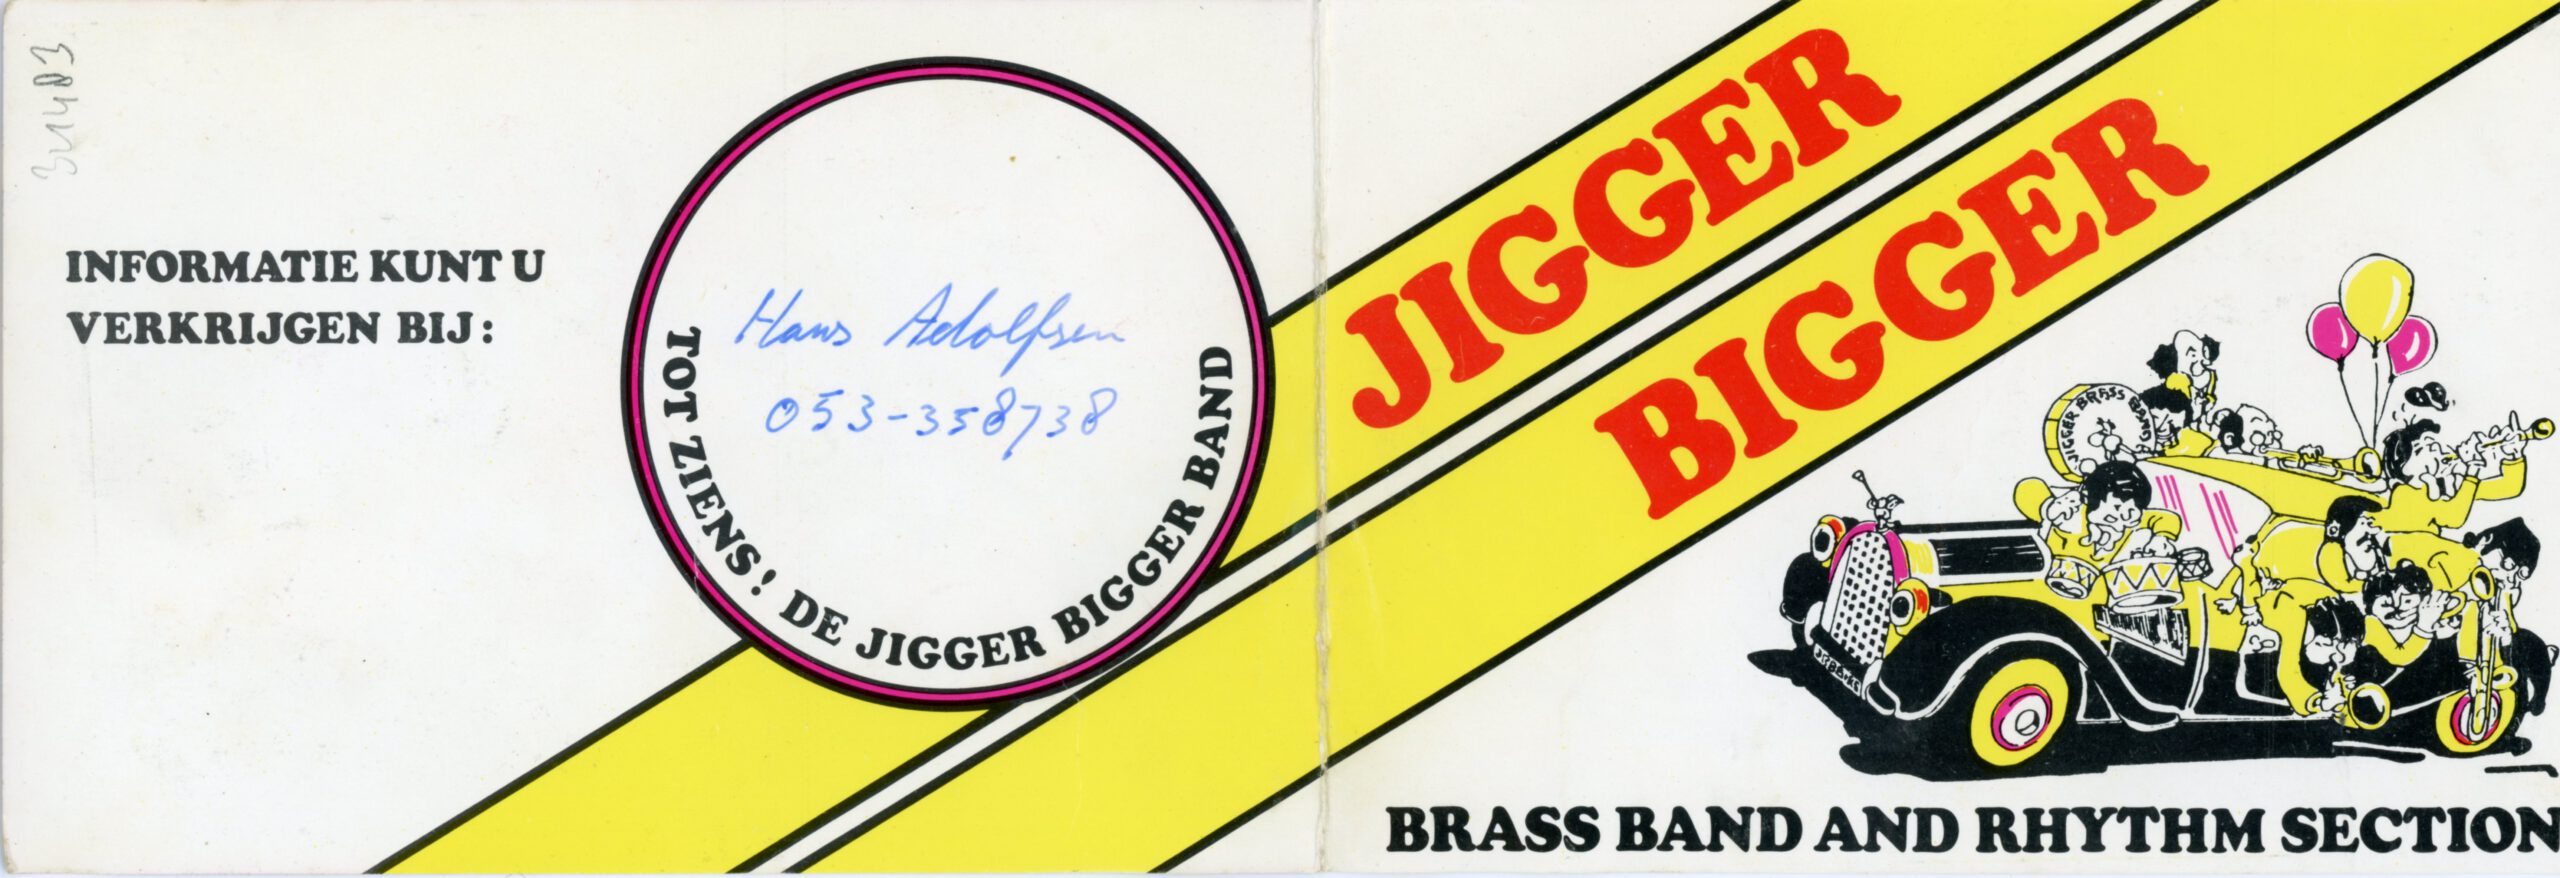 31483
INFORMATIE KUNT U
VERKRIJGEN BIJ:
Hans Adolfsen
053-358738
TOT ZIENS! DE JIGGER BIGGER BAND
JIGGER
BIGGER
JIGGER BRASS BAND
BRASS BAND AND RHYTHM SECTION